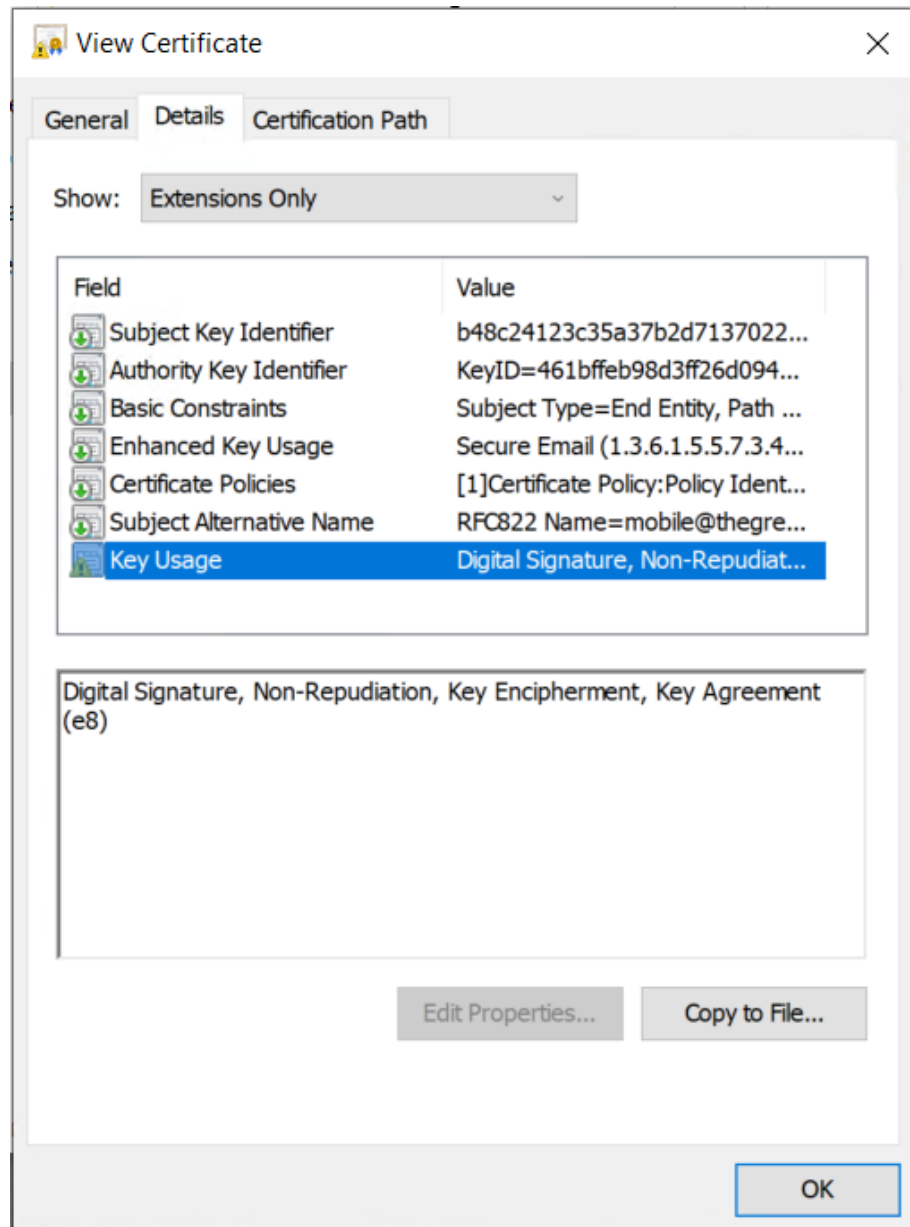 View Certificate
General Details Certification Path
Show: Extensions Only
Field Value
Subject Key Identifier b48c24123c35a37b2d7137022...
Authority Key Identifier KeyID=461bffeb98d3ff26d094...
Basic Constraints Subject Type=End Entity, Path ...
Enhanced Key Usage Secure Email (1.3.6.1.5.5.7.3.4...
Certificate Policies [1]Certificate Policy:Policy Ident...
Subject Alternative Name RFC822 Name=mobile@thegre...
Key Usage Digital Signature, Non-Repudiat...
Digital Signature, Non-Repudiation, Key Encipherment, Key Agreement
(e8)
Edit Properties... Copy to File...
OK